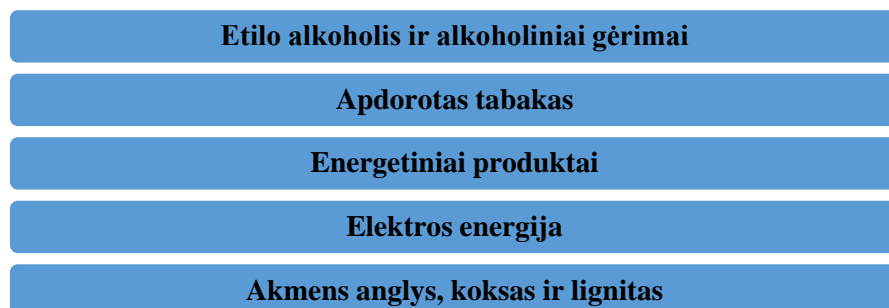 Etilo alkoholis ir alkoholiniai gėrimai
Apdorotas tabakas
Energetiniai produktai
Elektros energija
Akmens anglys, koksas ir lignitas